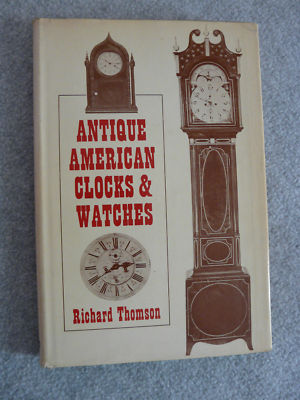 ANTIQUE
AMERICAN
CLOCKS &
WATCHES
Richard Thomson